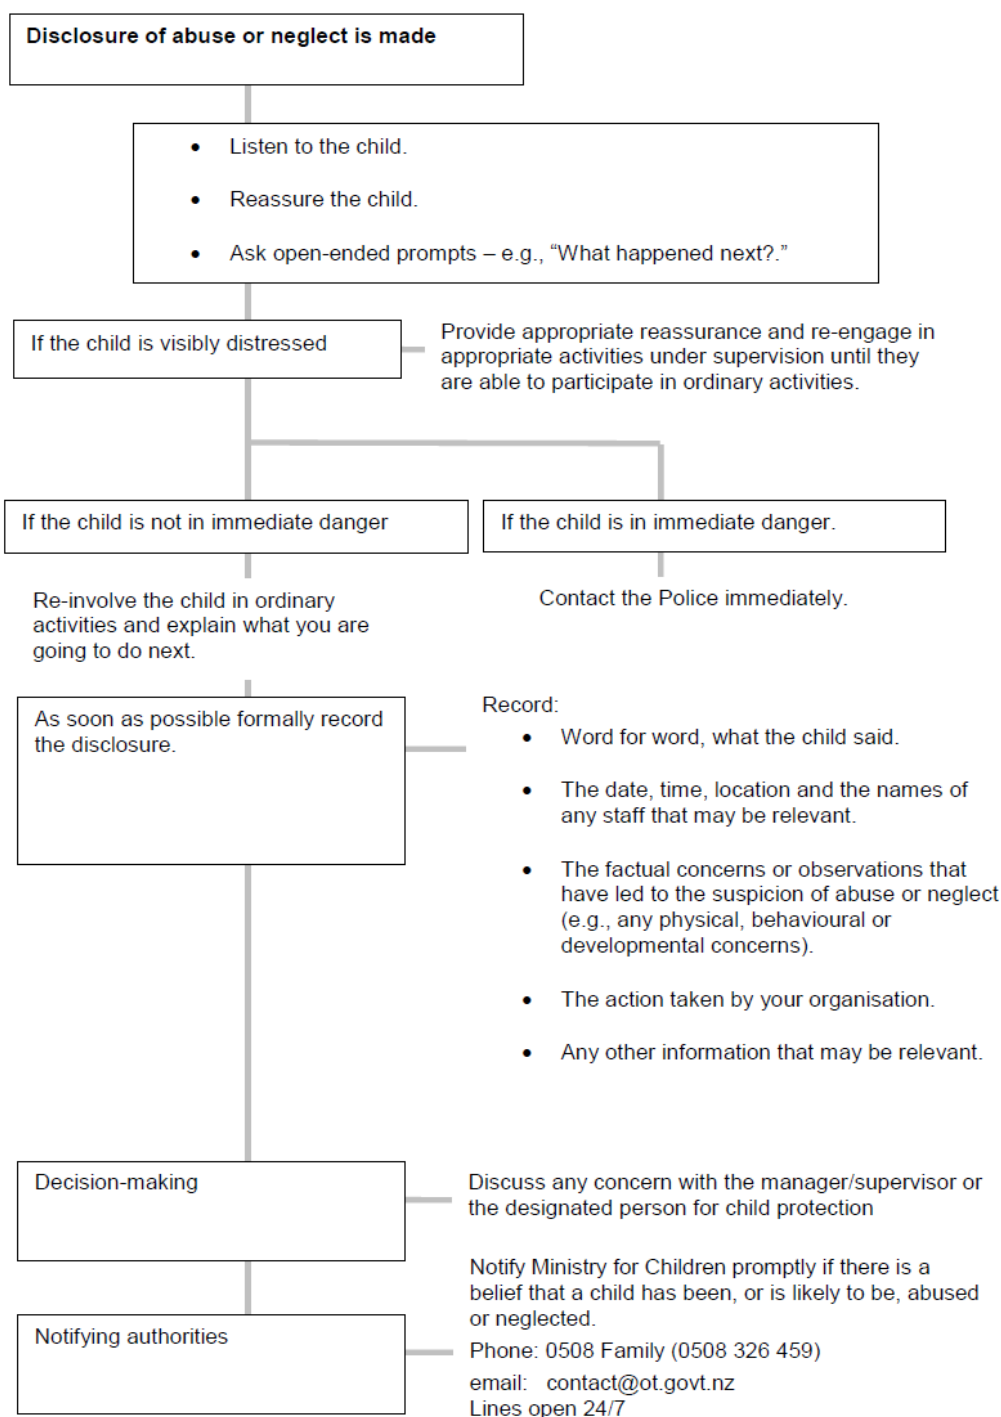 Disclosure of abuse or neglect is made
• Listen to the child.
• Reassure the child.
• Ask open-ended prompts – e.g., “What happened next?.”
If the child is visibly distressed
Provide appropriate reassurance and re-engage in
appropriate activities under supervision until they
are able to participate in ordinary activities.
If the child is not in immediate danger
If the child is in immediate danger.
Re-involve the child in ordinary
activities and explain what you are
going to do next.
Contact the Police immediately.
As soon as possible formally record
the disclosure.
Record:
• Word for word, what the child said.
• The date, time, location and the names of
any staff that may be relevant.
• The factual concerns or observations that
have led to the suspicion of abuse or neglect
(e.g., any physical, behavioural or
developmental concerns).
• The action taken by your organisation.
• Any other information that may be relevant.
Decision-making
Discuss any concern with the manager/supervisor or
the designated person for child protection
Notifying authorities
Notify Ministry for Children promptly if there is a
belief that a child has been, or is likely to be, abused
or neglected.
Phone: 0508 Family (0508 326 459)
email: contact@ot.govt.nz
Lines open 24/7